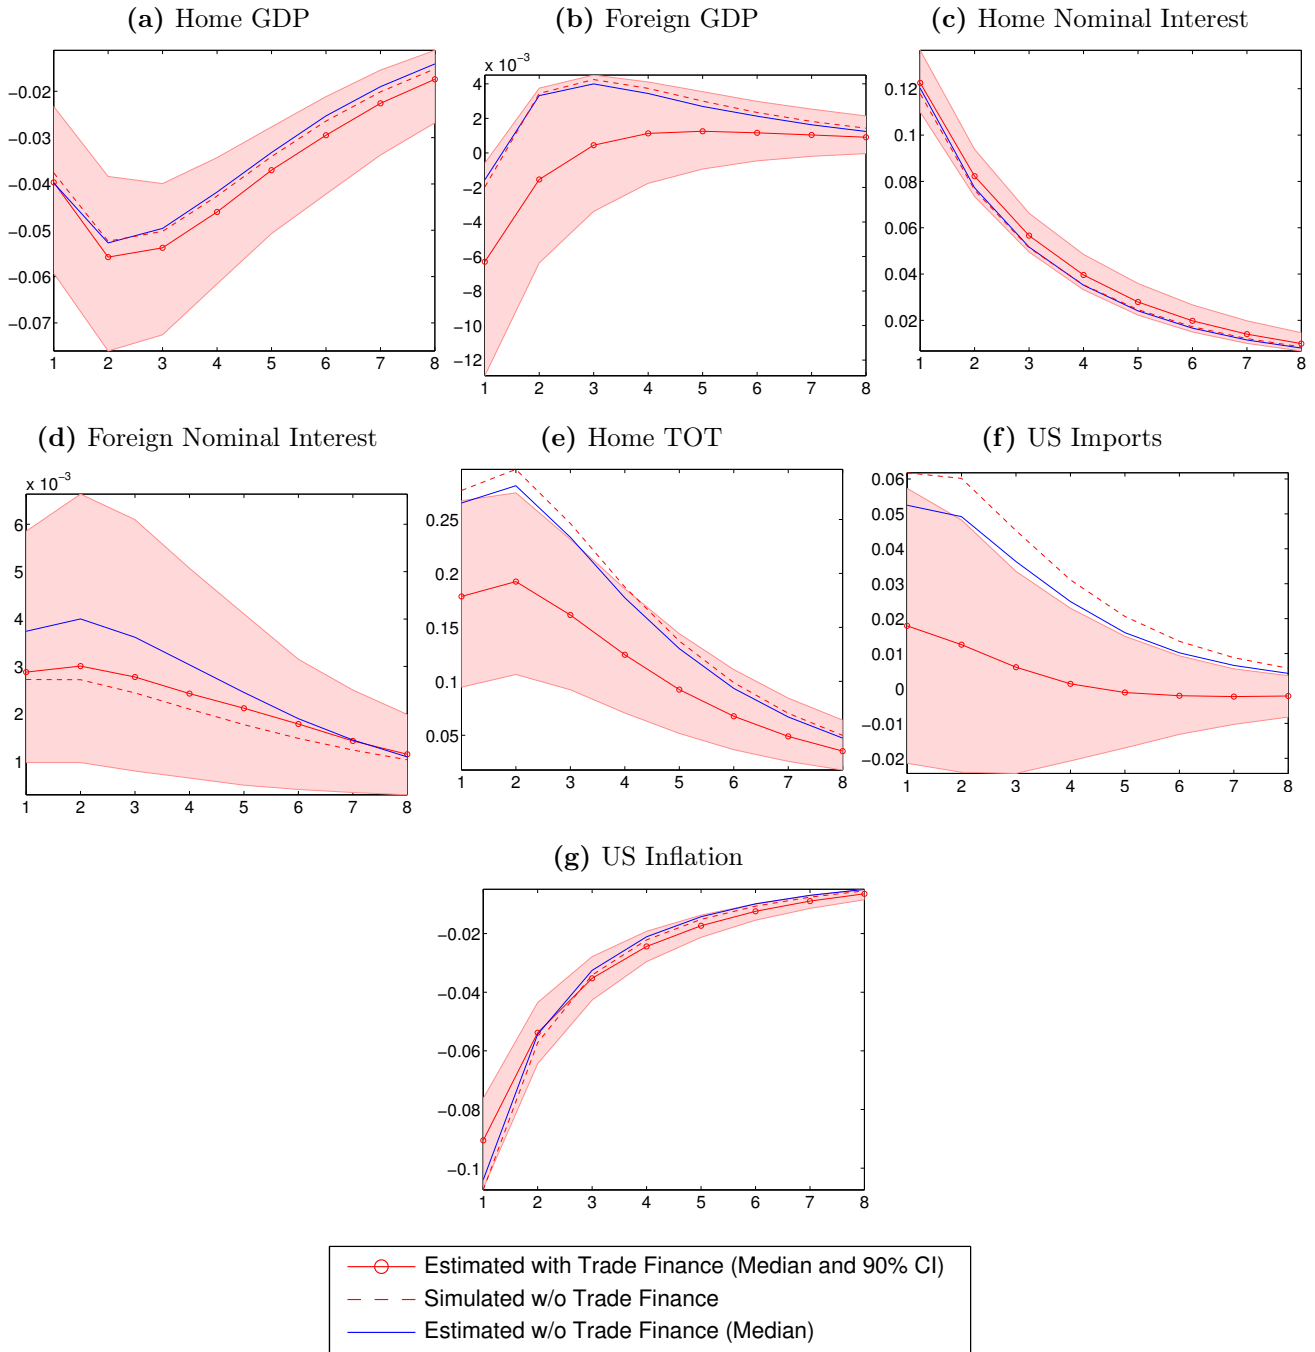 (a) Home GDP
(b) Foreign GDP
(c) Home Nominal Interest
−0.02
−0.03
−0.04
−0.05
−0.06
−0.07
1 2 3 4 5 6 7 8
x 10⁻³
4
2
0
−2
−4
−6
−8
−10
−12
1 2 3 4 5 6 7 8
0.12
0.1
0.08
0.06
0.04
0.02
1 2 3 4 5 6 7 8
(d) Foreign Nominal Interest
(e) Home TOT
(f) US Imports
x 10⁻³
6
5
4
3
2
1
1 2 3 4 5 6 7 8
0.25
0.2
0.15
0.1
0.05
1 2 3 4 5 6 7 8
0.06
0.05
0.04
0.03
0.02
0.01
0
−0.01
−0.02
1 2 3 4 5 6 7 8
(g) US Inflation
−0.02
−0.04
−0.06
−0.08
−0.1
1 2 3 4 5 6 7 8
Estimated with Trade Finance (Median and 90% CI)
Simulated w/o Trade Finance
Estimated w/o Trade Finance (Median)